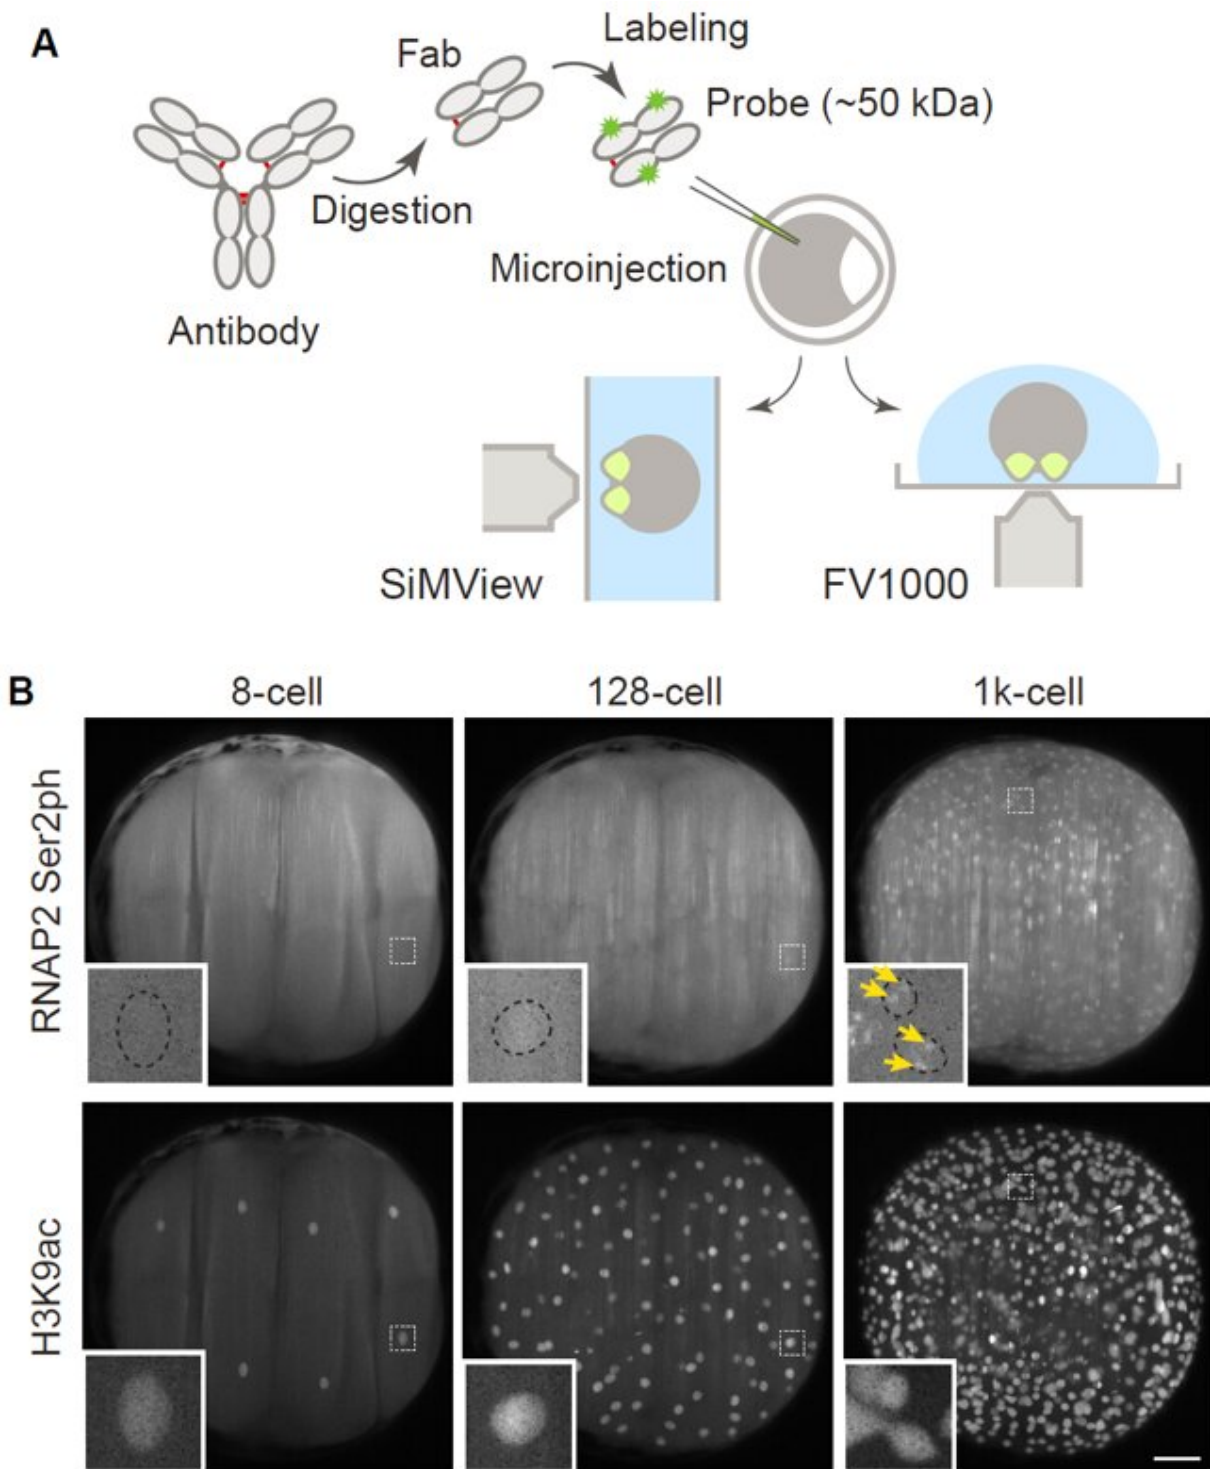 A
Fab
Labeling
Probe (~50 kDa)
Digestion
Microinjection
Antibody
SiMView
FV1000
B
8-cell
128-cell
1k-cell
RNAP2 Ser2ph
H3K9ac